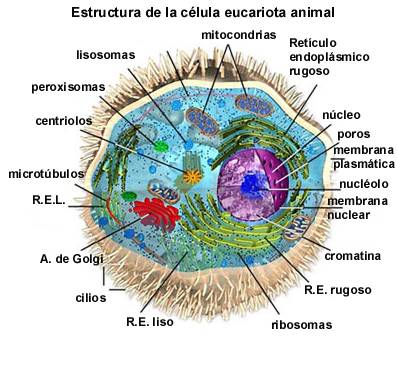 Estructura de la célula eucariota animal
mitocondrias
lisosomas
Retículo
endoplásmico
rugoso
peroxisomas
núcleo
centriolos
poros
membrana
plasmática
microtúbulos
nucléolo
R.E.L.
membrana
nuclear
A. de Golgi
cromatina
cilios
R.E. rugoso
R.E. liso
ribosomas